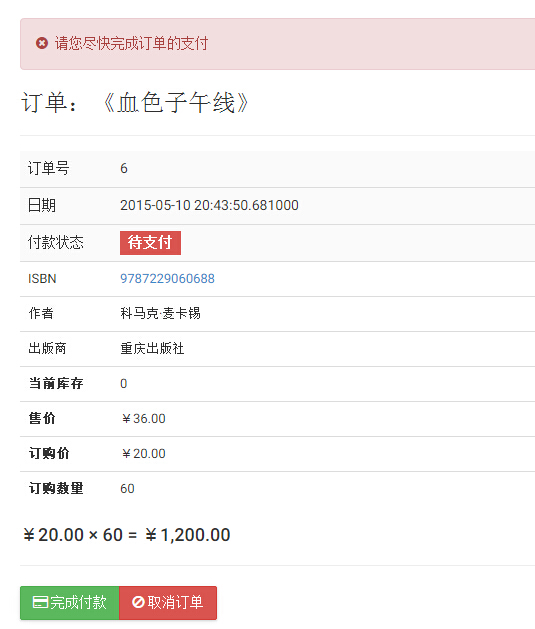 请您尽快完成订单的支付
订单：《血色子午线》
订单号 6
日期 2015-05-10 20:43:50.681000
付款状态 待支付
ISBN 9787229060688
作者 科马克·麦卡锡
出版商 重庆出版社
当前库存 0
售价 ￥36.00
订购价 ￥20.00
订购数量 60
￥20.00 × 60 = ￥1,200.00
完成付款 取消订单